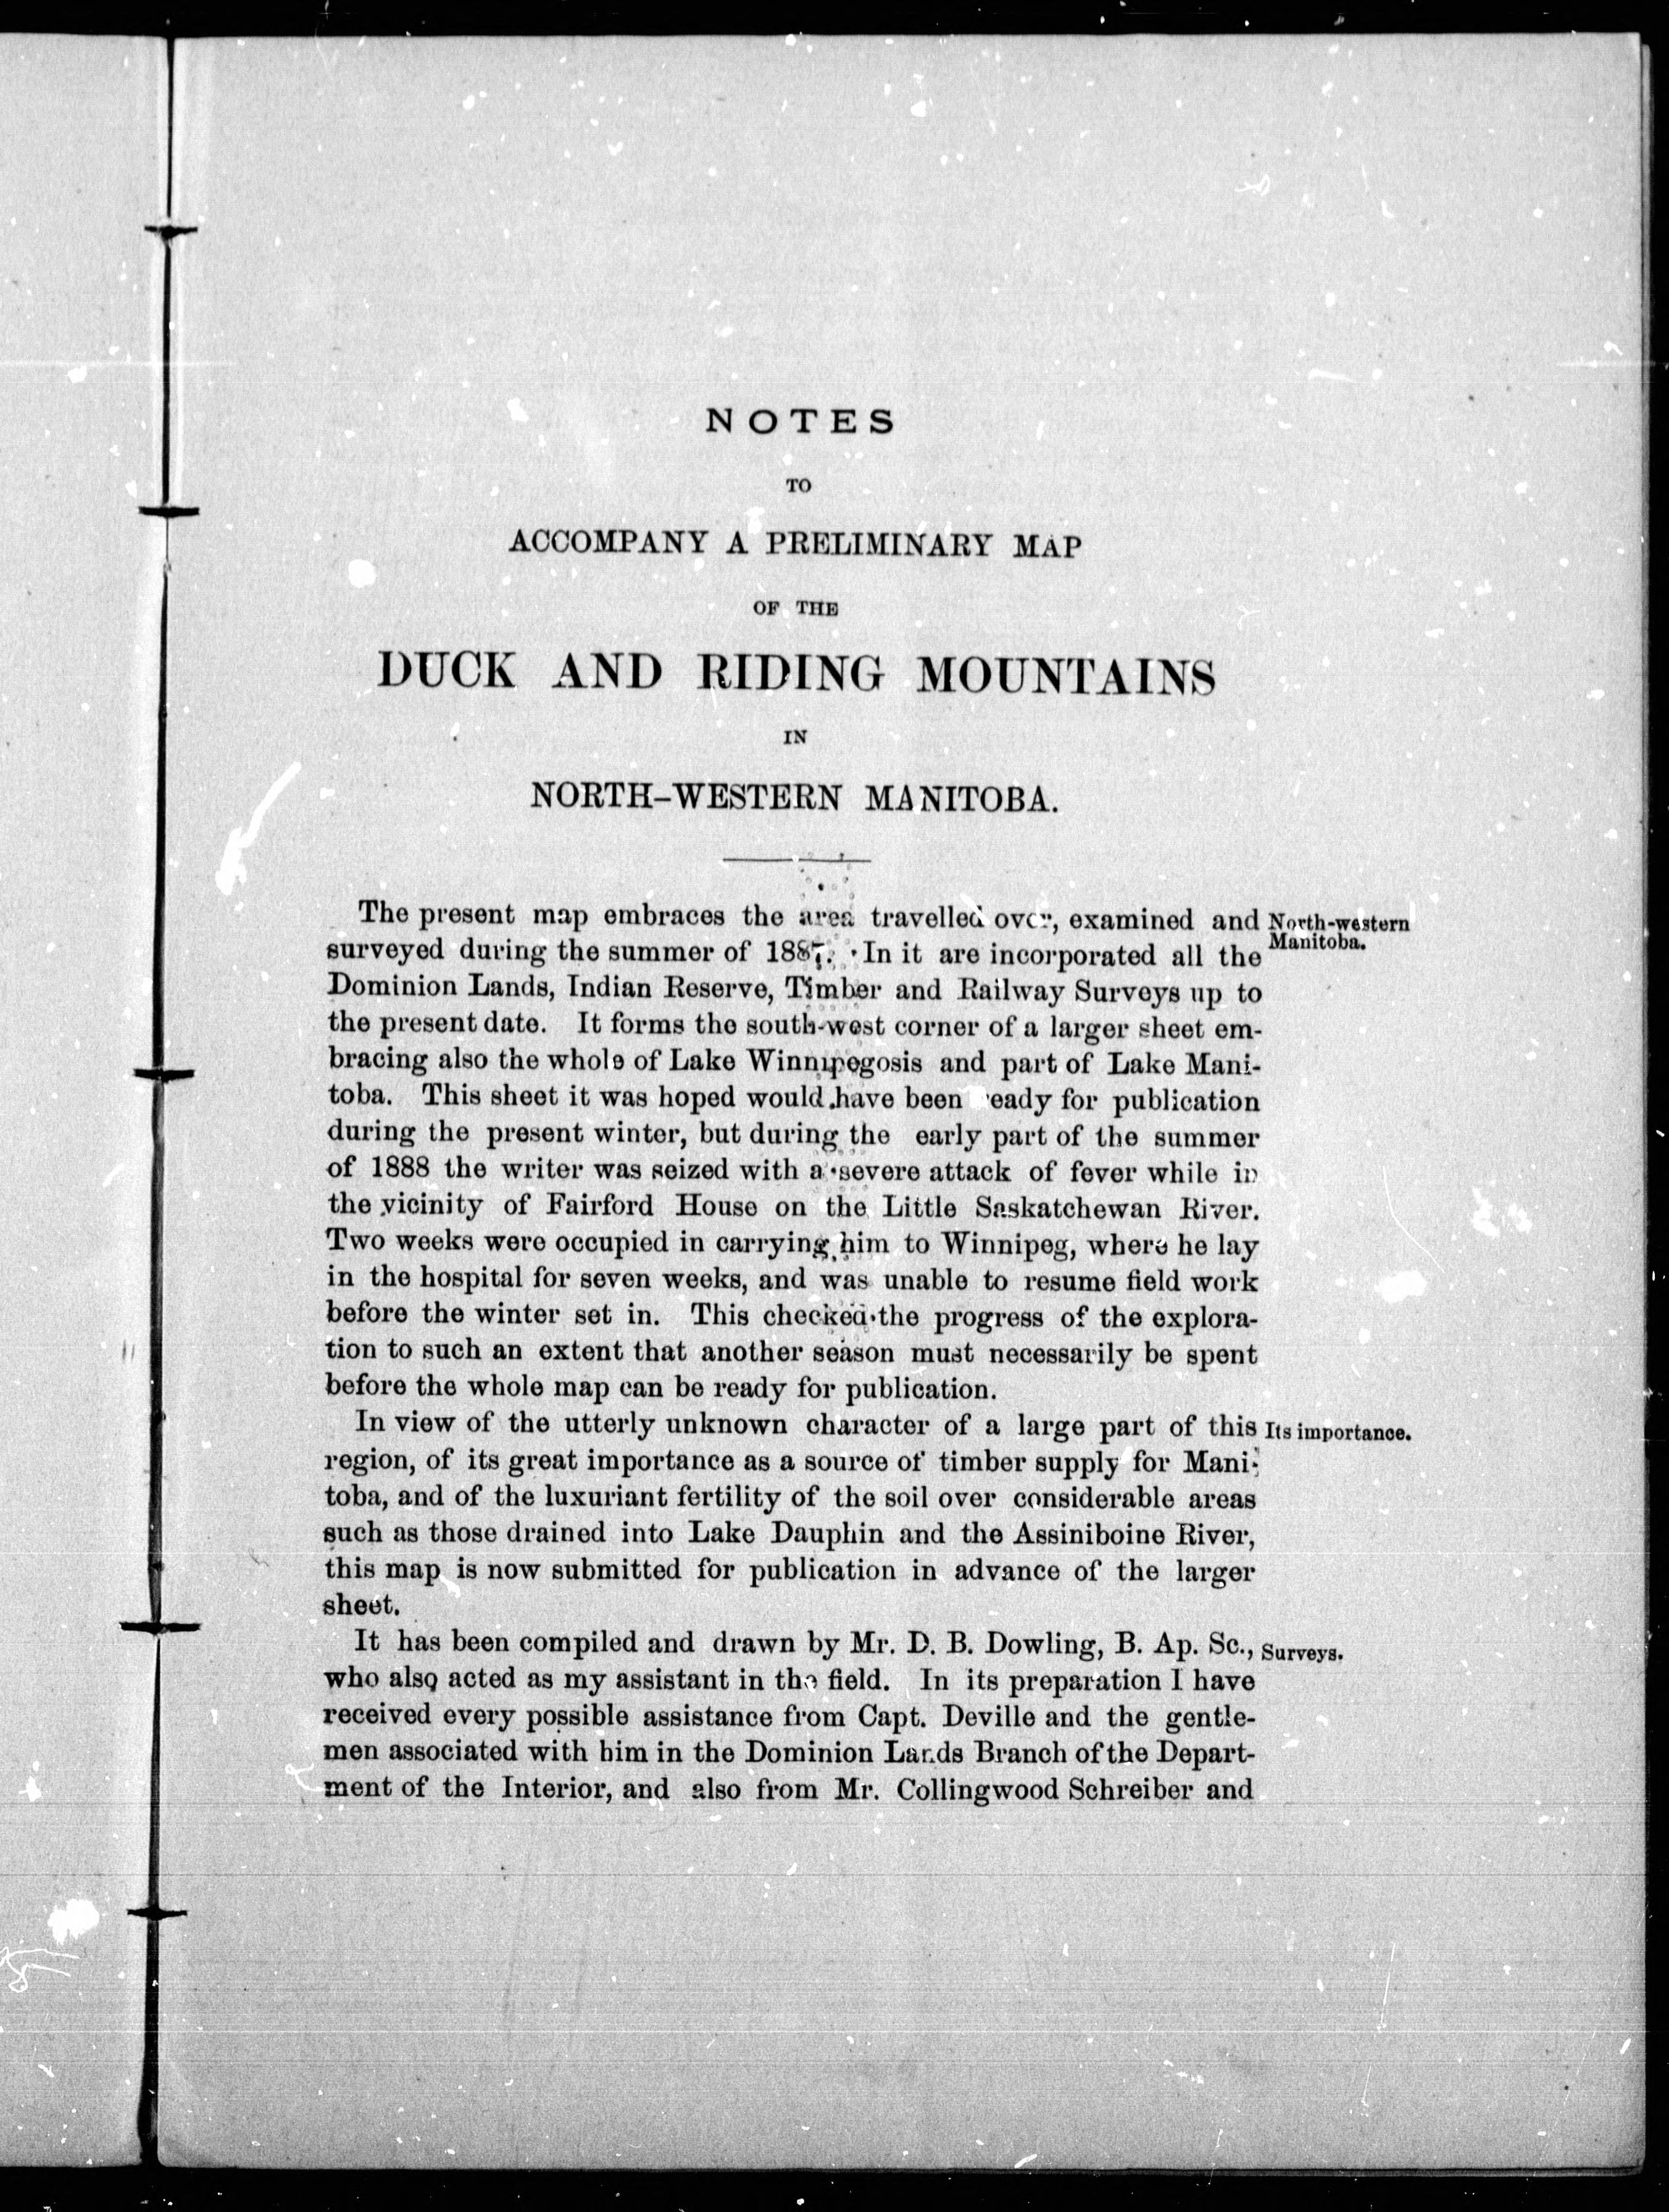 NOTES
TO
ACCOMPANY A PRELIMINARY MAP
OF THE
DUCK AND RIDING MOUNTAINS
IN
NORTH-WESTERN MANITOBA.
The present map embraces the area travelled over, examined and
North-western
Manitoba.
surveyed during the summer of 1887. In it are incorporated all the
Dominion Lands, Indian Reserve, Timber and Railway Surveys up to
the present date. It forms the south-west corner of a larger sheet em-
bracing also the whole of Lake Winnipegosis and part of Lake Mani-
toba. This sheet it was hoped would have been ready for publication
during the present winter, but during the early part of the summer
of 1888 the writer was seized with a severe attack of fever while in
the vicinity of Fairford House on the Little Saskatchewan River.
Two weeks were occupied in carrying him to Winnipeg, where he lay
in the hospital for seven weeks, and was unable to resume field work
before the winter set in. This checked the progress of the explora-
tion to such an extent that another season must necessarily be spent
before the whole map can be ready for publication.
In view of the utterly unknown character of a large part of this
Its importance.
region, of its great importance as a source of timber supply for Mani-
toba, and of the luxuriant fertility of the soil over considerable areas
such as those drained into Lake Dauphin and the Assiniboine River,
this map is now submitted for publication in advance of the larger
sheet.
It has been compiled and drawn by Mr. D. B. Dowling, B. Ap. Sc.,
Surveys.
who also acted as my assistant in the field. In its preparation I have
received every possible assistance from Capt. Deville and the gentle-
men associated with him in the Dominion Lands Branch of the Depart-
ment of the Interior, and also from Mr. Collingwood Schreiber and